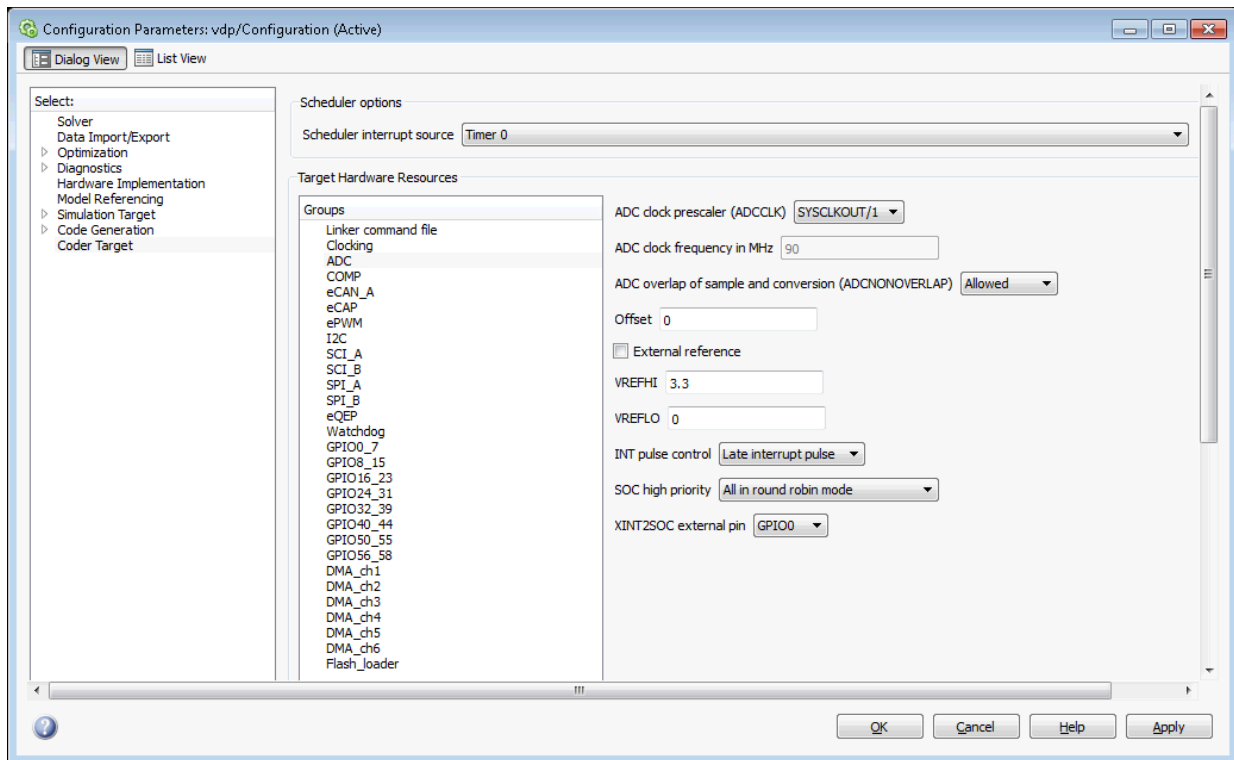 Configuration Parameters: vdp/Configuration (Active)
Dialog View
List View
Select:
Solver
Data Import/Export
Optimization
Diagnostics
Hardware Implementation
Model Referencing
Simulation Target
Code Generation
Coder Target
Scheduler options
Scheduler interrupt source Timer 0
Target Hardware Resources
Groups
Linker command file
Clocking
ADC
COMP
eCAN_A
eCAP
ePWM
I2C
SCI_A
SCI_B
SPI_A
SPI_B
eQEP
Watchdog
GPIO0_7
GPIO8_15
GPIO16_23
GPIO24_31
GPIO32_39
GPIO40_44
GPIO50_55
GPIO56_58
DMA_ch1
DMA_ch2
DMA_ch3
DMA_ch4
DMA_ch5
DMA_ch6
Flash_loader
ADC clock prescaler (ADCCLK) SYSCLKOUT/1
ADC clock frequency in MHz 90
ADC overlap of sample and conversion (ADCNONOVERLAP) Allowed
Offset 0
External reference
VREFHI 3.3
VREFLO 0
INT pulse control Late interrupt pulse
SOC high priority All in round robin mode
XINT2SOC external pin GPIO0
?
OK
Cancel
Help
Apply